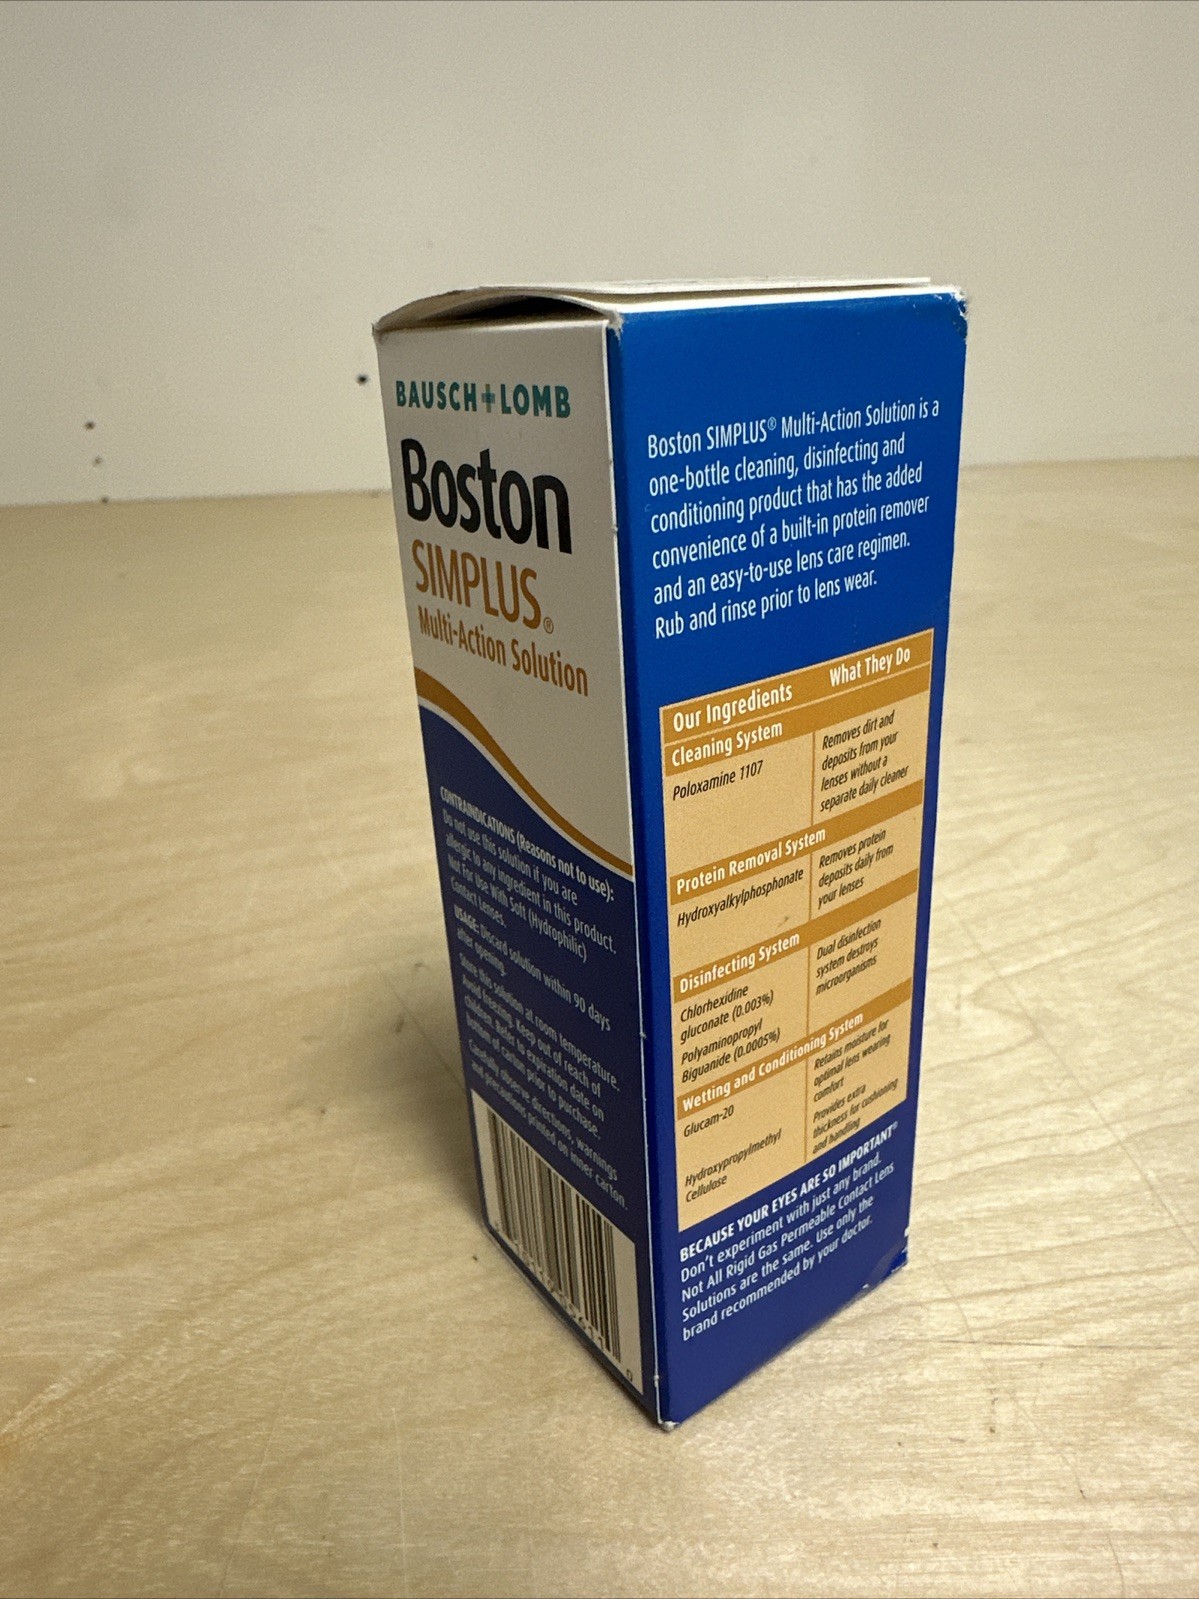 BAUSCH+LOMB
Boston
SIMPLUS®
Multi-Action Solution
CONTRAINDICATIONS (Reasons not to use):
Do not use this solution if you are
allergic to any ingredient in this product.
Not For Use With Soft (Hydrophilic)
Contact Lenses.
USAGE: Discard solution within 90 days
after opening.
Store this solution at room temperature.
Avoid freezing. Keep out of reach of
children. Refer to expiration date on
bottom of carton prior to purchase.
Carefully observe directions, warnings
and precautions printed on inner carton.
0
Boston SIMPLUS® Multi-Action Solution is a
one-bottle cleaning, disinfecting and
conditioning product that has the added
convenience of a built-in protein remover
and an easy-to-use lens care regimen.
Rub and rinse prior to lens wear.
Our Ingredients What They Do
Cleaning System
Poloxamine 1107
Removes dirt and
deposits from your
lenses without a
separate daily cleaner
Protein Removal System
Hydroxyalkylphosphonate
Removes protein
deposits daily from
your lenses
Disinfecting System
Chlorhexidine
gluconate (0.003%)
Polyaminopropyl
Biguanide (0.0005%)
Dual disinfection
system destroys
microorganisms
Wetting and Conditioning System
Glucam-20
Retains moisture for
optimal lens wearing
comfort
Hydroxypropylmethyl
Cellulose
Provides extra
thickness for cushioning
and handling
BECAUSE YOUR EYES ARE SO IMPORTANT®
Don't experiment with just any brand.
Not All Rigid Gas Permeable Contact Lens
Solutions are the same. Use only the
brand recommended by your doctor.